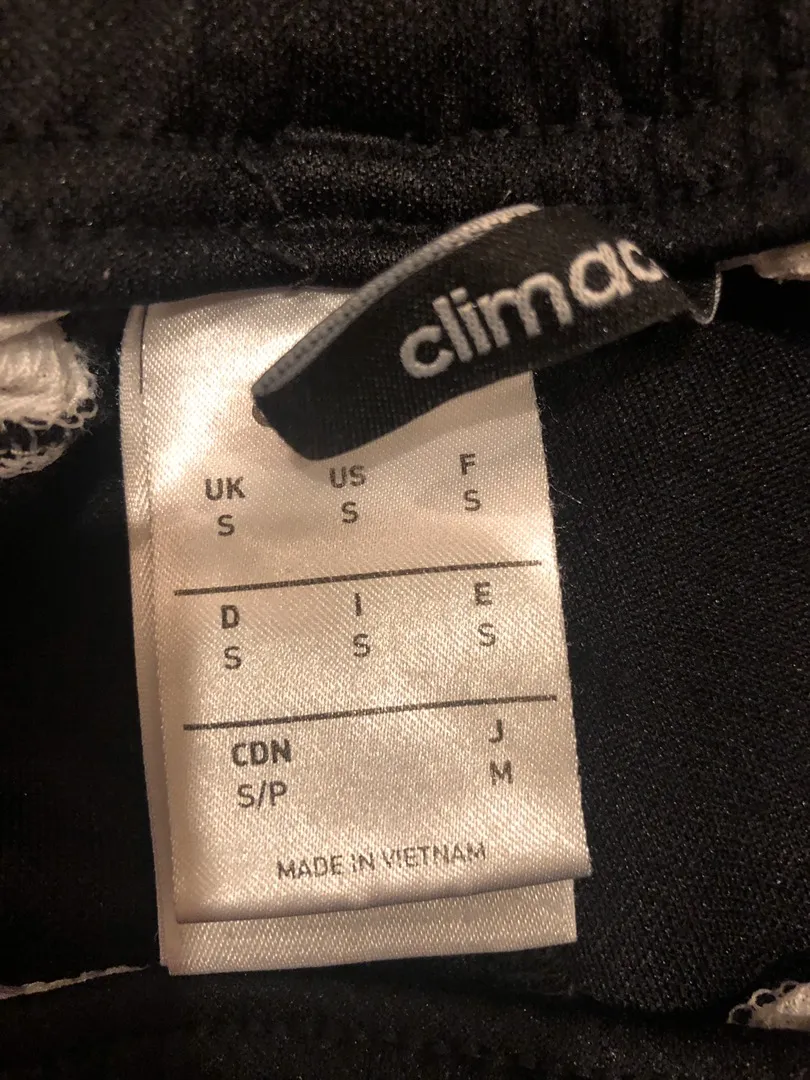 climac
UK US F
S S S
D I E
S S S
CDN J
S/P M
MADE IN VIETNAM